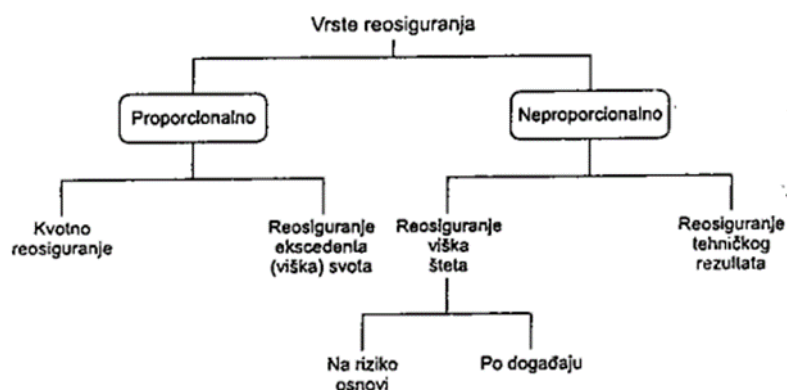 Vrste reosiguranja
Proporcionalno
Neproporcionalno
Kvotno
reosiguranje
Reosiguranje
ekscedenta
(viška) svota
Reosiguranje
viška
šteta
Reosiguranje
tehničkog
rezultata
Na riziko
osnovi
Po događaju